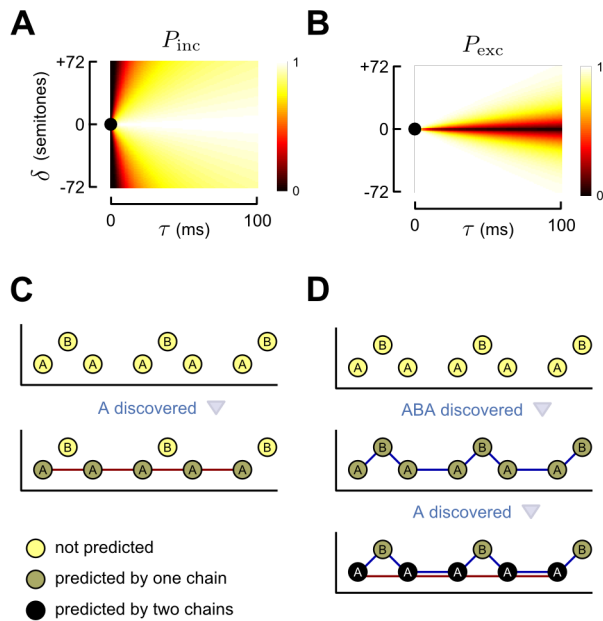 A
P_inc
+72
0
-72
δ (semitones)
0
100
τ (ms)
1
0
B
P_exc
+72
0
-72
0
100
τ (ms)
1
0
C
B B B
A A A A A
A discovered
B B B
A A A A A
not predicted
predicted by one chain
predicted by two chains
D
B B B
A A A A A
ABA discovered
B B B
A A A A A
A discovered
B B B
A A A A A